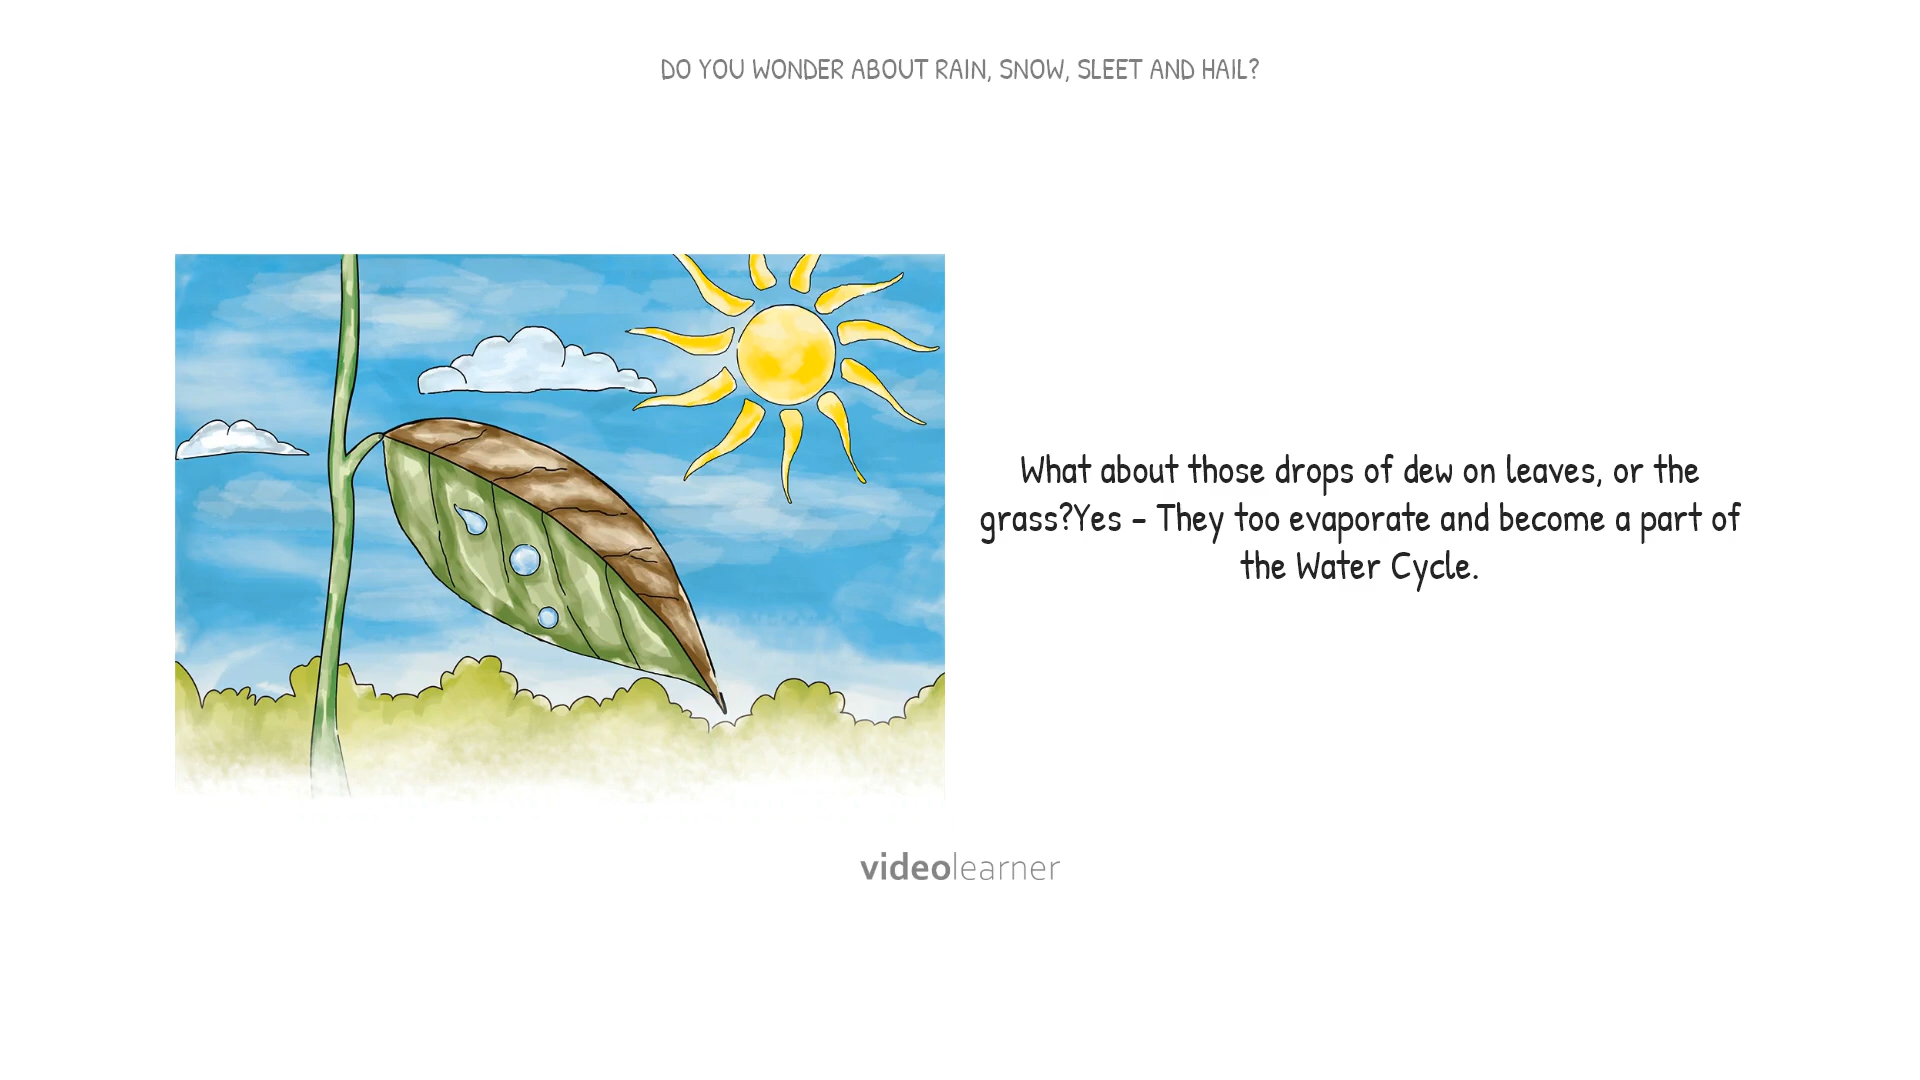 DO YOU WONDER ABOUT RAIN, SNOW, SLEET AND HAIL?
What about those drops of dew on leaves, or the
grass?Yes – They too evaporate and become a part of
the Water Cycle.
videolearner